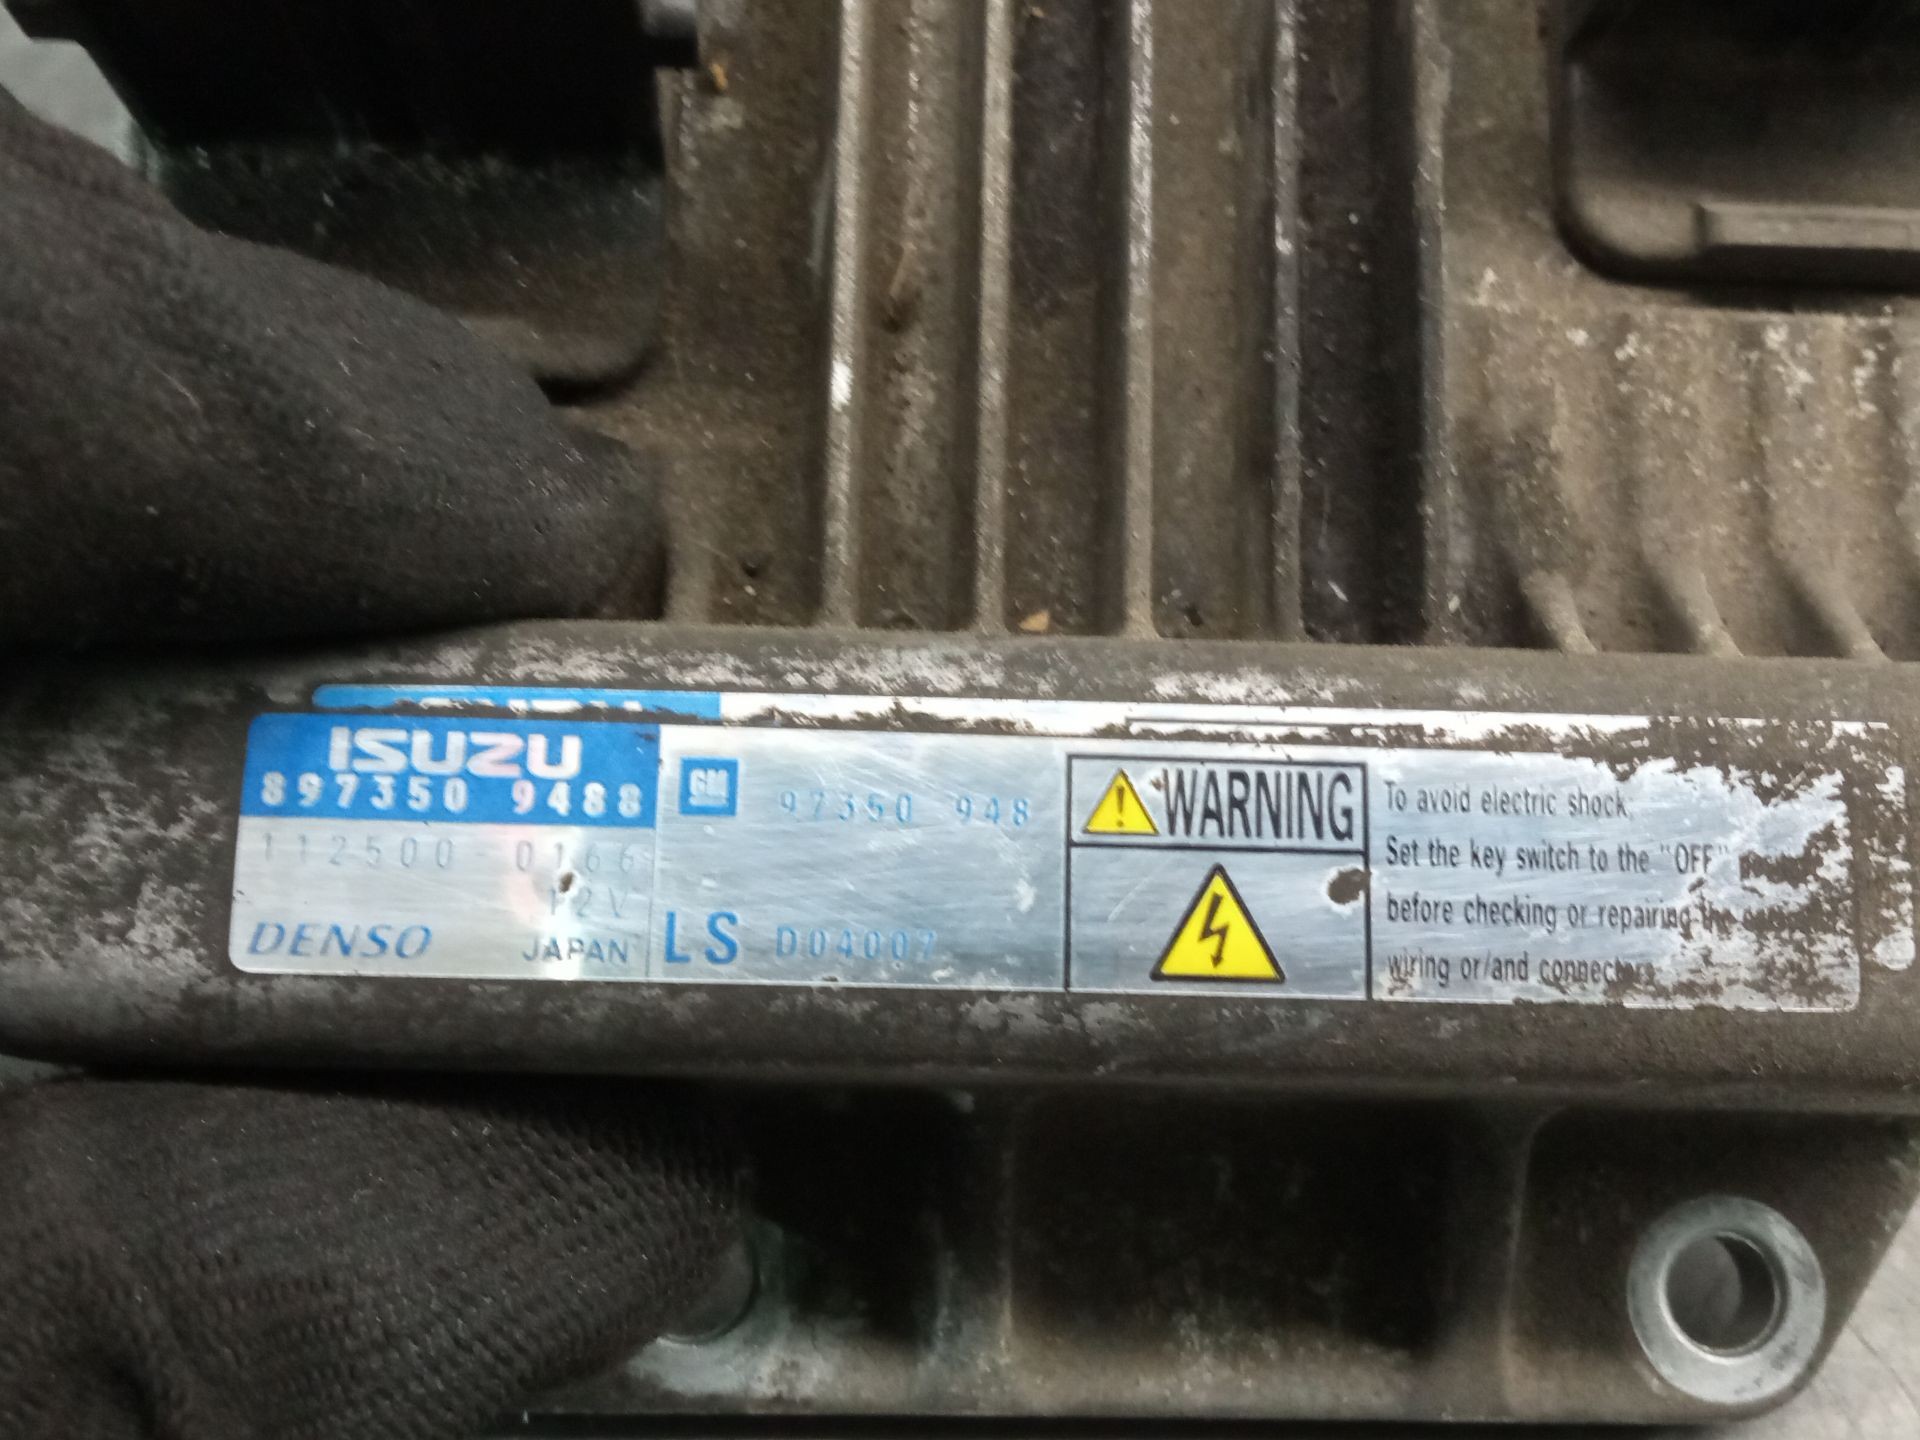 ISUZU
897350 9488
112500-0166
12V
DENSO JAPAN
GM 97350 948
LS D04007
WARNING
To avoid electric shock,
Set the key switch to the "OFF"
before checking or repairing the
wiring or/and connectors